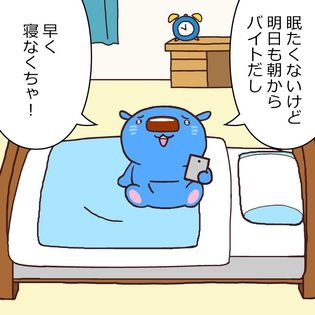 眠たくないけど
明日も朝から
バイトだし
早く
寝なくちゃ！